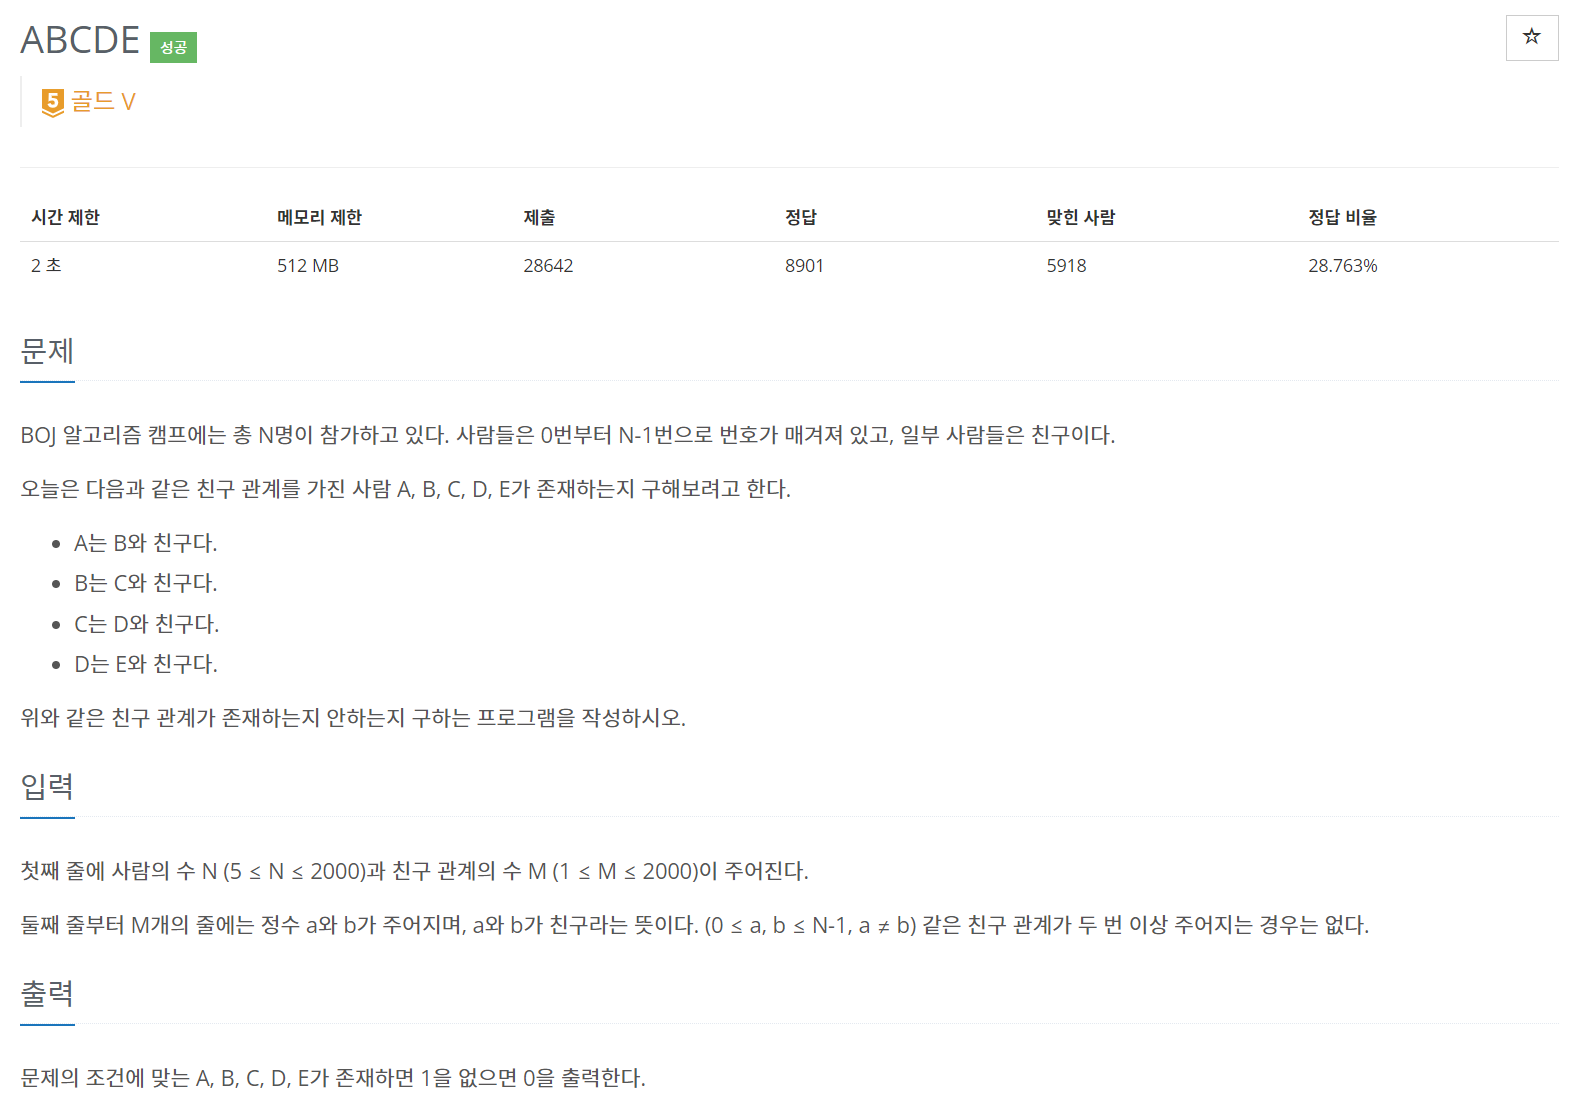 ABCDE 성공
☆
5 골드 V
시간 제한 메모리 제한 제출 정답 맞힌 사람 정답 비율
2 초 512 MB 28642 8901 5918 28.763%
문제
BOJ 알고리즘 캠프에는 총 N명이 참가하고 있다. 사람들은 0번부터 N-1번으로 번호가 매겨져 있고, 일부 사람들은 친구이다.
오늘은 다음과 같은 친구 관계를 가진 사람 A, B, C, D, E가 존재하는지 구해보려고 한다.
• A는 B와 친구다.
• B는 C와 친구다.
• C는 D와 친구다.
• D는 E와 친구다.
위와 같은 친구 관계가 존재하는지 안하는지 구하는 프로그램을 작성하시오.
입력
첫째 줄에 사람의 수 N (5 ≤ N ≤ 2000)과 친구 관계의 수 M (1 ≤ M ≤ 2000)이 주어진다.
둘째 줄부터 M개의 줄에는 정수 a와 b가 주어지며, a와 b가 친구라는 뜻이다. (0 ≤ a, b ≤ N-1, a ≠ b) 같은 친구 관계가 두 번 이상 주어지는 경우는 없다.
출력
문제의 조건에 맞는 A, B, C, D, E가 존재하면 1을 없으면 0을 출력한다.